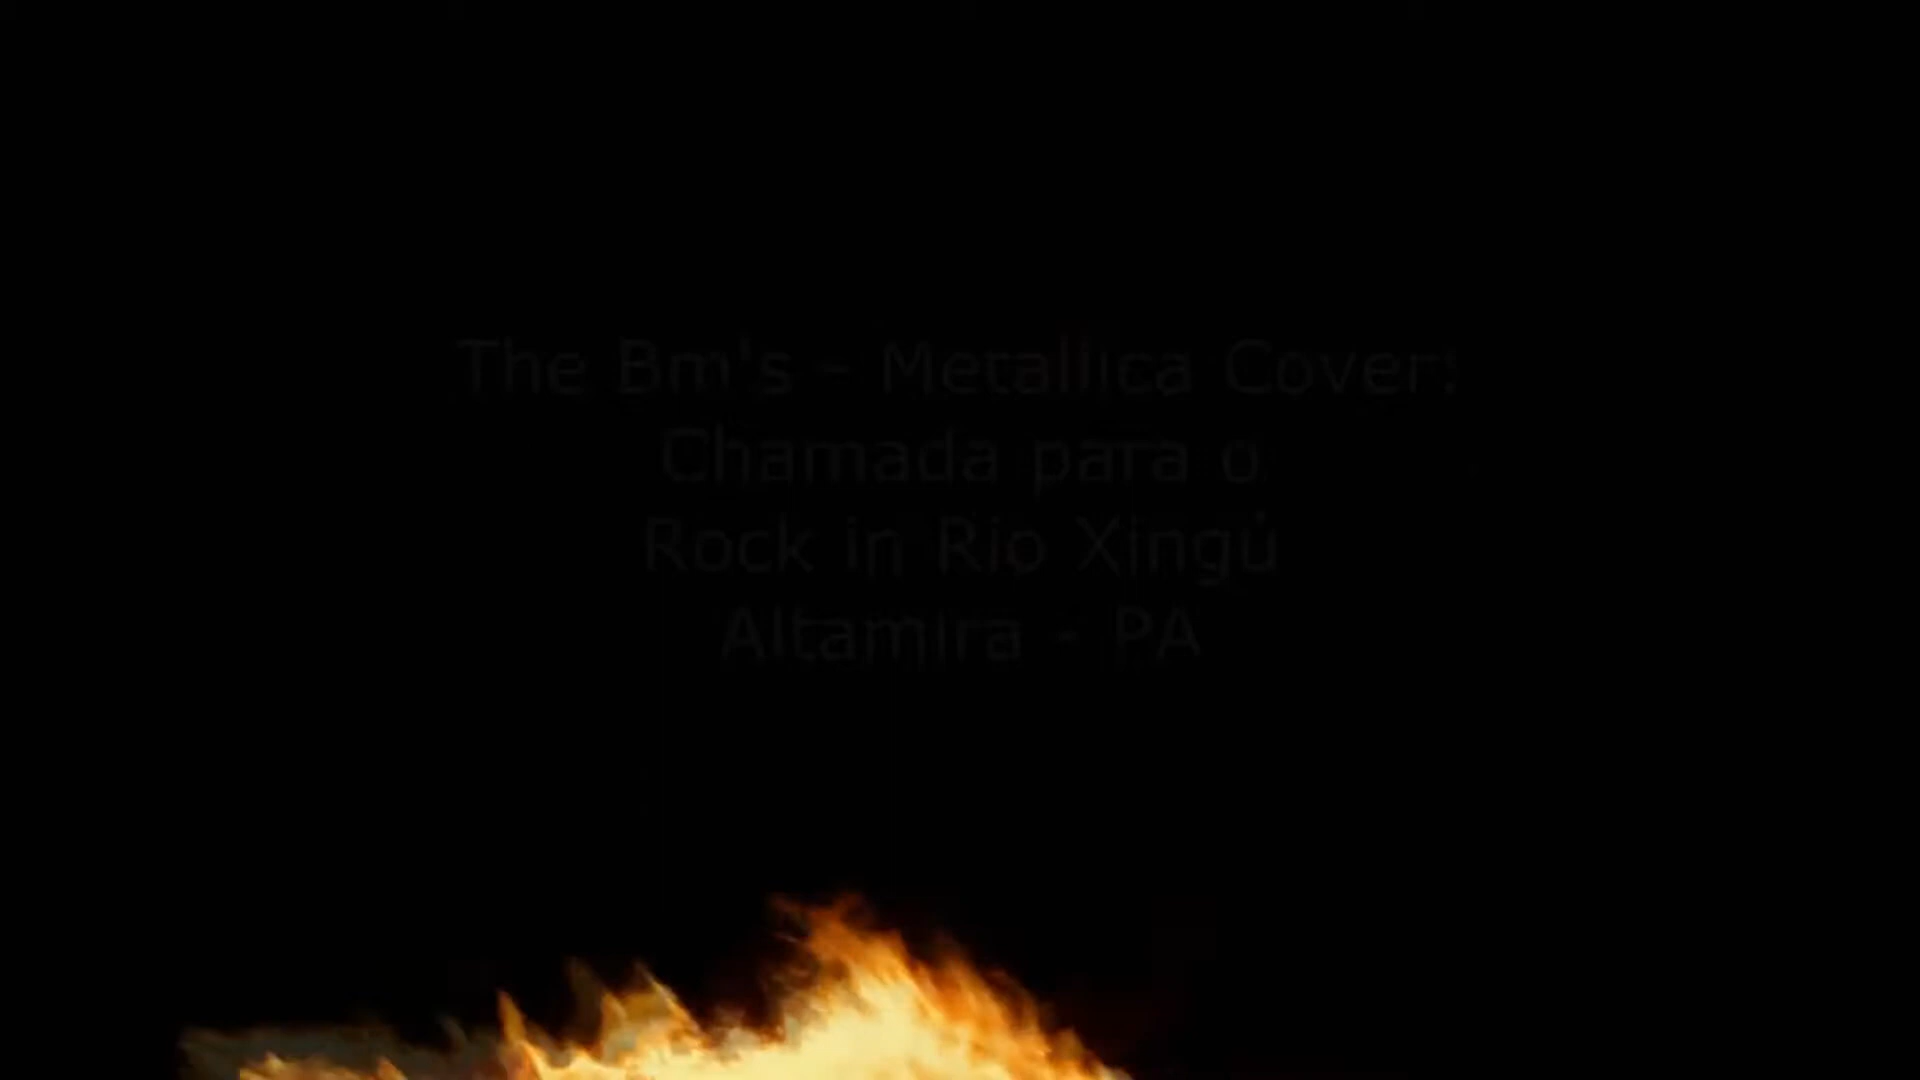 The Bm's - Metallica Cover:
Chamada para o
Rock in Rio Xingú
Altamira - PA